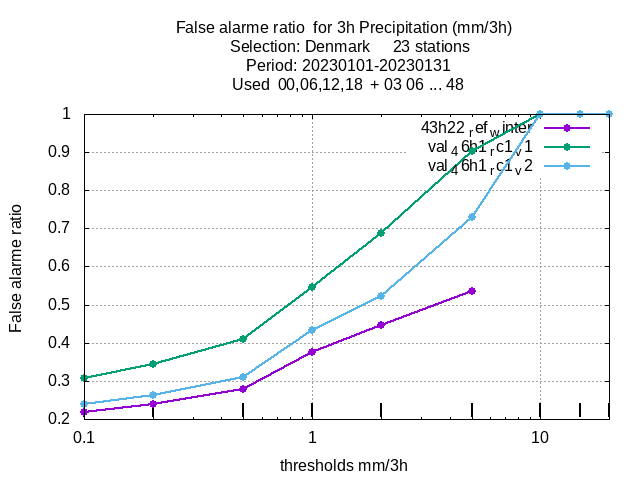 False alarme ratio  for 3h Precipitation (mm/3h)
Selection: Denmark     23 stations
Period: 20230101-20230131
Used  00,06,12,18  + 03 06 ... 48
1
0.9
0.8
0.7
0.6
0.5
0.4
0.3
0.2
False alarme ratio
43h22_ref_winter
val_46h1_rc1_v1
val_46h1_rc1_v2
0.1 1 10
thresholds mm/3h